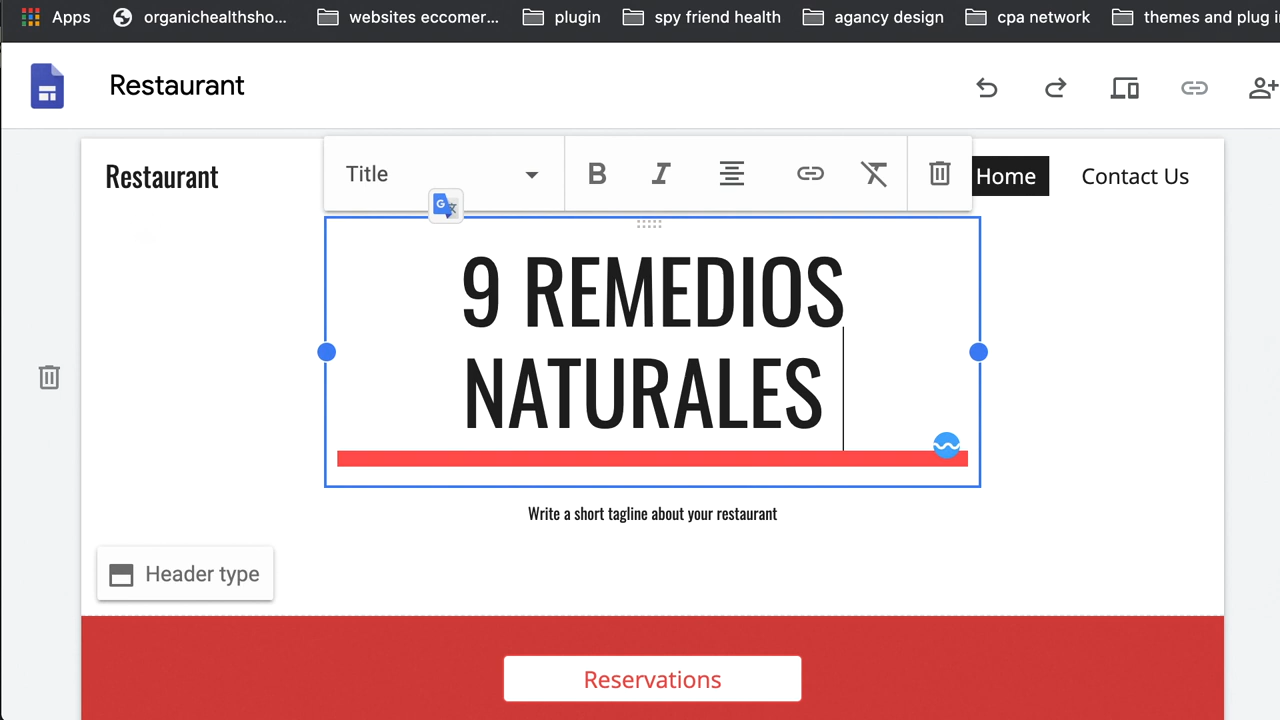 Apps organichealthsho... websites eccomer... plugin spy friend health agancy design cpa network themes and plug i
Restaurant
Restaurant Title B I Home Contact Us
9 REMEDIOS
NATURALES
Write a short tagline about your restaurant
Header type
Reservations